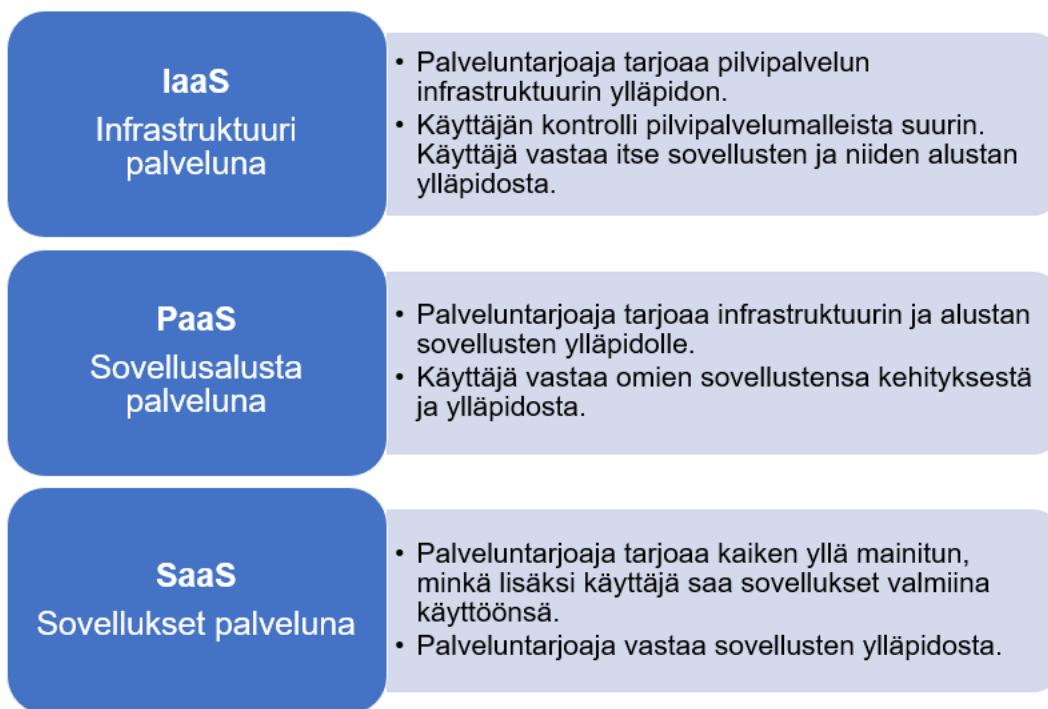 IaaS
Infrastruktuuri
palveluna
• Palveluntarjoaja tarjoaa pilvipalvelun
infrastruktuurin ylläpidon.
• Käyttäjän kontrolli pilvipalvelumalleista suurin.
Käyttäjä vastaa itse sovellusten ja niiden alustan
ylläpidosta.
PaaS
Sovellusalusta
palveluna
• Palveluntarjoaja tarjoaa infrastruktuurin ja alustan
sovellusten ylläpidolle.
• Käyttäjä vastaa omien sovellustensa kehityksestä
ja ylläpidosta.
SaaS
Sovellukset palveluna
• Palveluntarjoaja tarjoaa kaiken yllä mainitun,
minkä lisäksi käyttäjä saa sovellukset valmiina
käyttöönsä.
• Palveluntarjoaja vastaa sovellusten ylläpidosta.